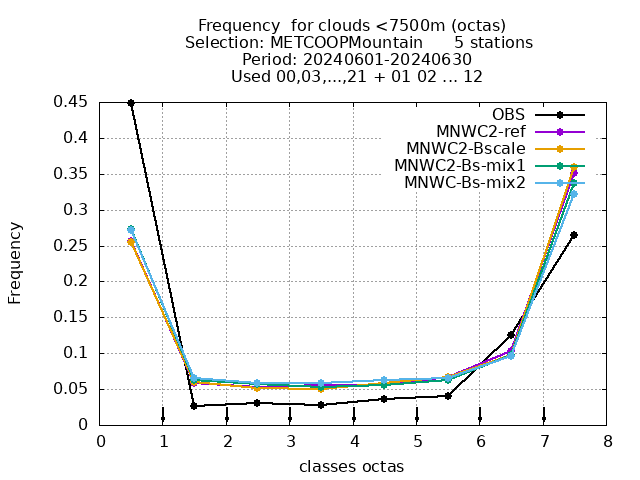 Frequency  for clouds <7500m (octas)
Selection: METCOOPMountain      5 stations
Period: 20240601-20240630
Used 00,03,...,21 + 01 02 ... 12
0.45
0.4
0.35
0.3
0.25
0.2
0.15
0.1
0.05
0
OBS
MNWC2-ref
MNWC2-Bscale
MNWC2-Bs-mix1
MNWC-Bs-mix2
Frequency
0 1 2 3 4 5 6 7 8
classes octas